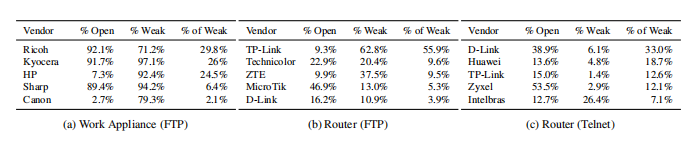 Vendor % Open % Weak % of Weak
Ricoh 92.1% 71.2% 29.8%
Kyocera 91.7% 97.1% 26%
HP 7.3% 92.4% 24.5%
Sharp 89.4% 94.2% 6.4%
Canon 2.7% 79.3% 2.1%
(a) Work Appliance (FTP)
Vendor % Open % Weak % of Weak
TP-Link 9.3% 62.8% 55.9%
Technicolor 22.9% 20.4% 9.6%
ZTE 9.9% 37.5% 9.5%
MicroTik 46.9% 13.0% 5.3%
D-Link 16.2% 10.9% 3.9%
(b) Router (FTP)
Vendor % Open % Weak % of Weak
D-Link 38.9% 6.1% 33.0%
Huawei 13.6% 4.8% 18.7%
TP-Link 15.0% 1.4% 12.6%
Zyxel 53.5% 2.9% 12.1%
Intelbras 12.7% 26.4% 7.1%
(c) Router (Telnet)